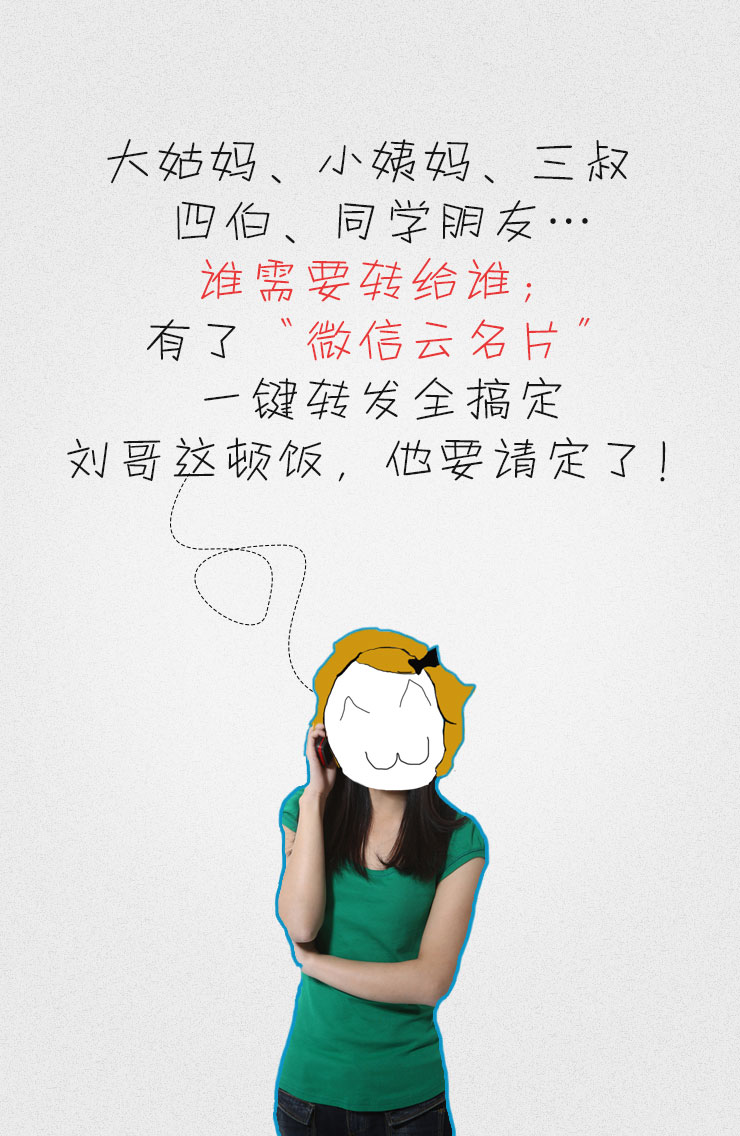 大姑妈、小姨妈、三叔
四伯、同学朋友…
谁需要转给谁；
有了“微信云名片”
一键转发全搞定
刘哥这顿饭，他要请定了！